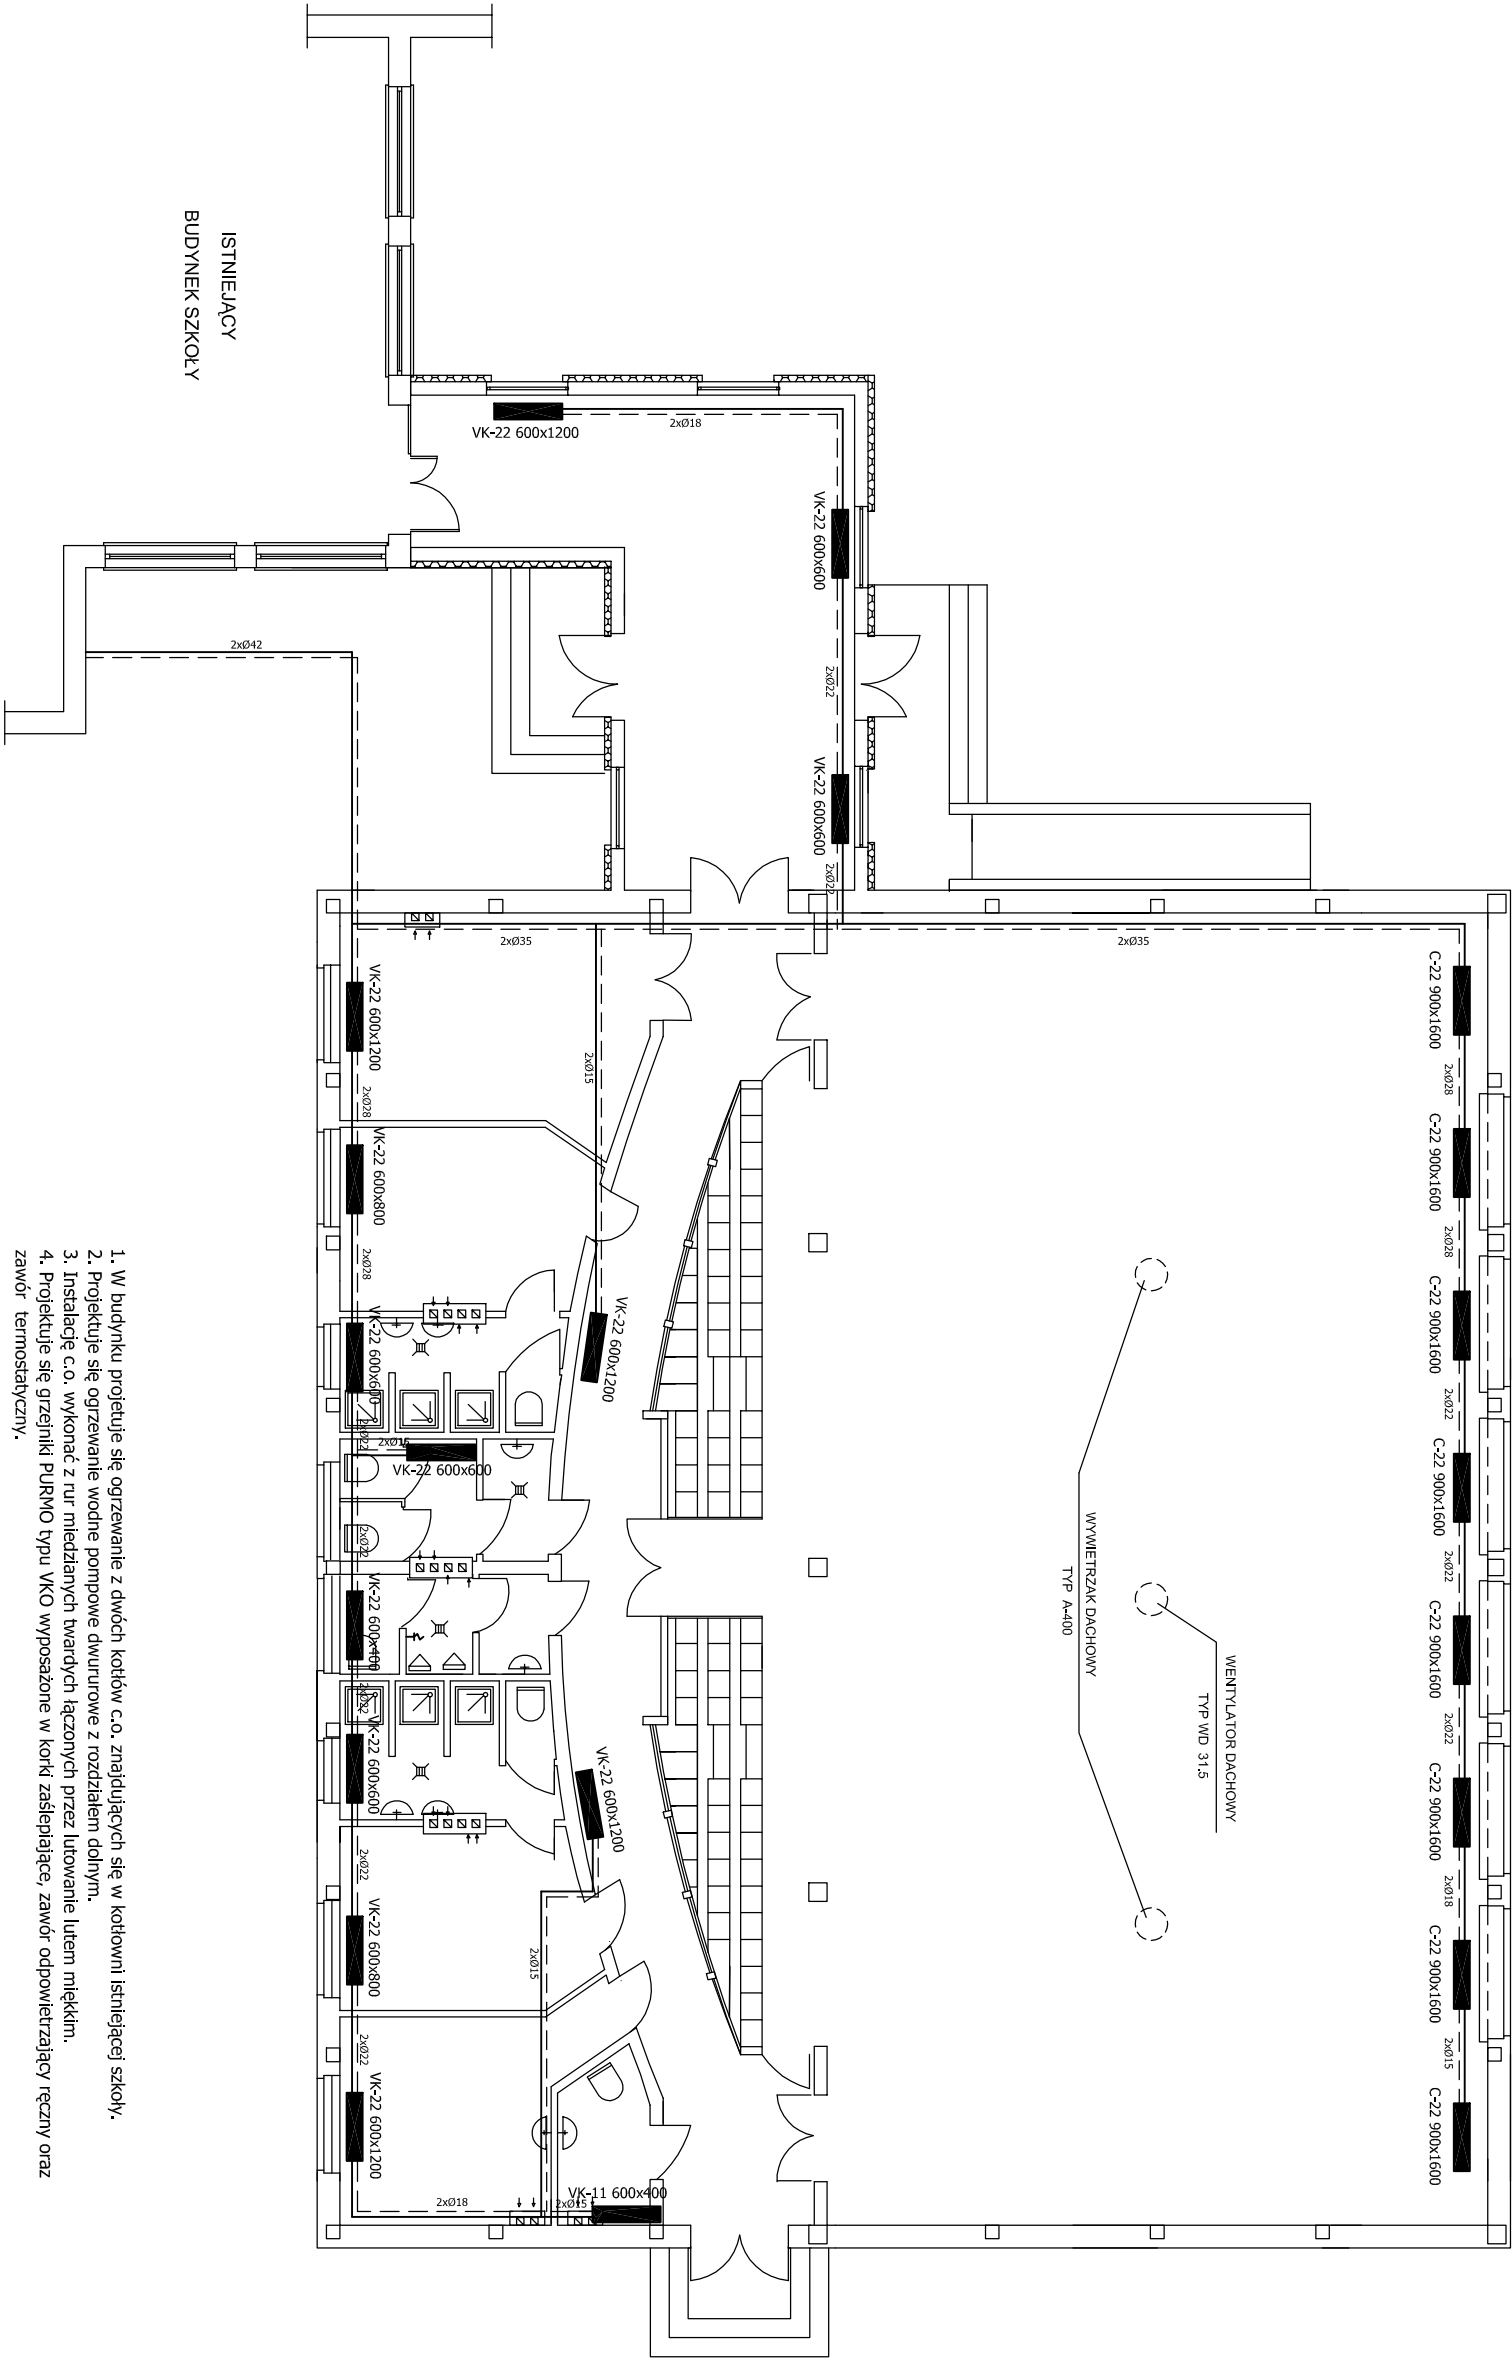 ISTNIEJĄCY
BUDYNEK SZKOŁY
VK-22 600x1200
2xØ18
VK-22 600x600
2xØ22
VK-22 600x600
2xØ22
2xØ42
2xØ35
2xØ35
C-22 900x1600
2xØ28
C-22 900x1600
2xØ28
C-22 900x1600
2xØ22
C-22 900x1600
2xØ22
C-22 900x1600
2xØ22
C-22 900x1600
2xØ18
C-22 900x1600
2xØ15
C-22 900x1600
WYWIETRZAK DACHOWY
TYP A-400
WENTYLATOR DACHOWY
TYP WD 31.5
2xØ15
VK-22 600x1200
VK-22 600x1200
2xØ15
VK-22 600x1200
2xØ28
VK-22 600x800
2xØ28
VK-22 600x600
2xØ22
2xØ15
VK-22 600x600
2xØ22
VK-22 600x400
2xØ22
VK-22 600x600
2xØ22
VK-22 600x800
2xØ22
VK-22 600x1200
2xØ18
2xØ15
VK-11 600x400
1. W budynku projetuje się ogrzewanie z dwóch kotłów c.o. znajdujących się w kotłowni istniejącej szkoły.
2. Projektuje się ogrzewanie wodne pompowe dwururowe z rozdziałem dolnym.
3. Instalację c.o. wykonać z rur miedzianych twardych łączonych przez lutowanie lutem miękkim.
4. Projektuje się grzejniki PURMO typu VKO wyposażone w korki zaślepiające, zawór odpowietrzający ręczny oraz
zawór termostatyczny.